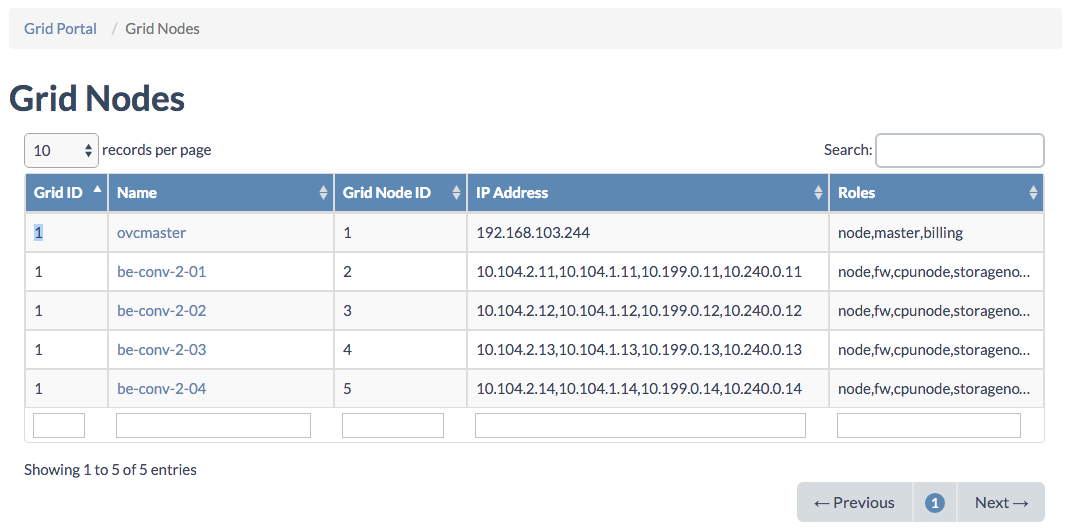 Grid Portal / Grid Nodes
Grid Nodes
10 records per page Search:
Grid ID Name Grid Node ID IP Address Roles
1 ovcmaster 1 192.168.103.244 node,master,billing
1 be-conv-2-01 2 10.104.2.11,10.104.1.11,10.199.0.11,10.240.0.11 node,fw,cpunode,storageno...
1 be-conv-2-02 3 10.104.2.12,10.104.1.12,10.199.0.12,10.240.0.12 node,fw,cpunode,storageno...
1 be-conv-2-03 4 10.104.2.13,10.104.1.13,10.199.0.13,10.240.0.13 node,fw,cpunode,storageno...
1 be-conv-2-04 5 10.104.2.14,10.104.1.14,10.199.0.14,10.240.0.14 node,fw,cpunode,storageno...
Showing 1 to 5 of 5 entries
← Previous 1 Next →